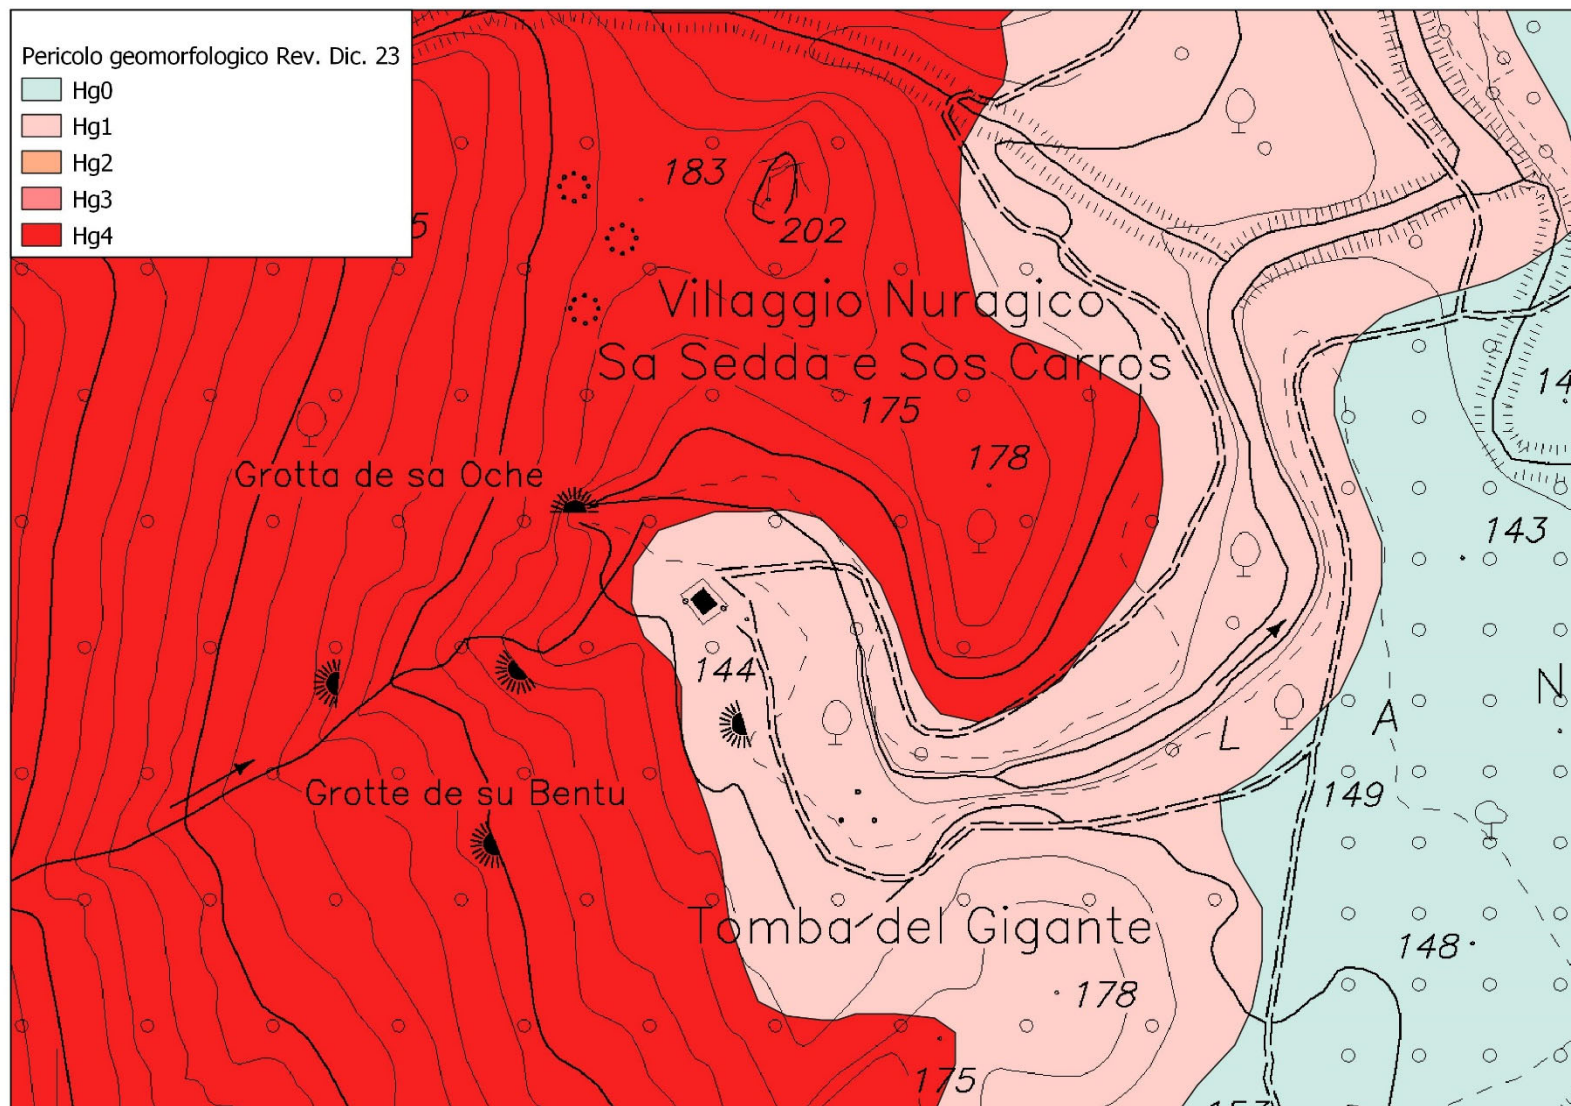 Pericolo geomorfologico Rev. Dic. 23
Hg0
Hg1
Hg2
Hg3
Hg4
183
202
Villaggio Nuragico
Sa Sedda e Sos Carros
175
178
Grotta de sa Oche
143
144
N
A
L
149
Grotte de su Bentu
Tomba del Gigante
148
178
175